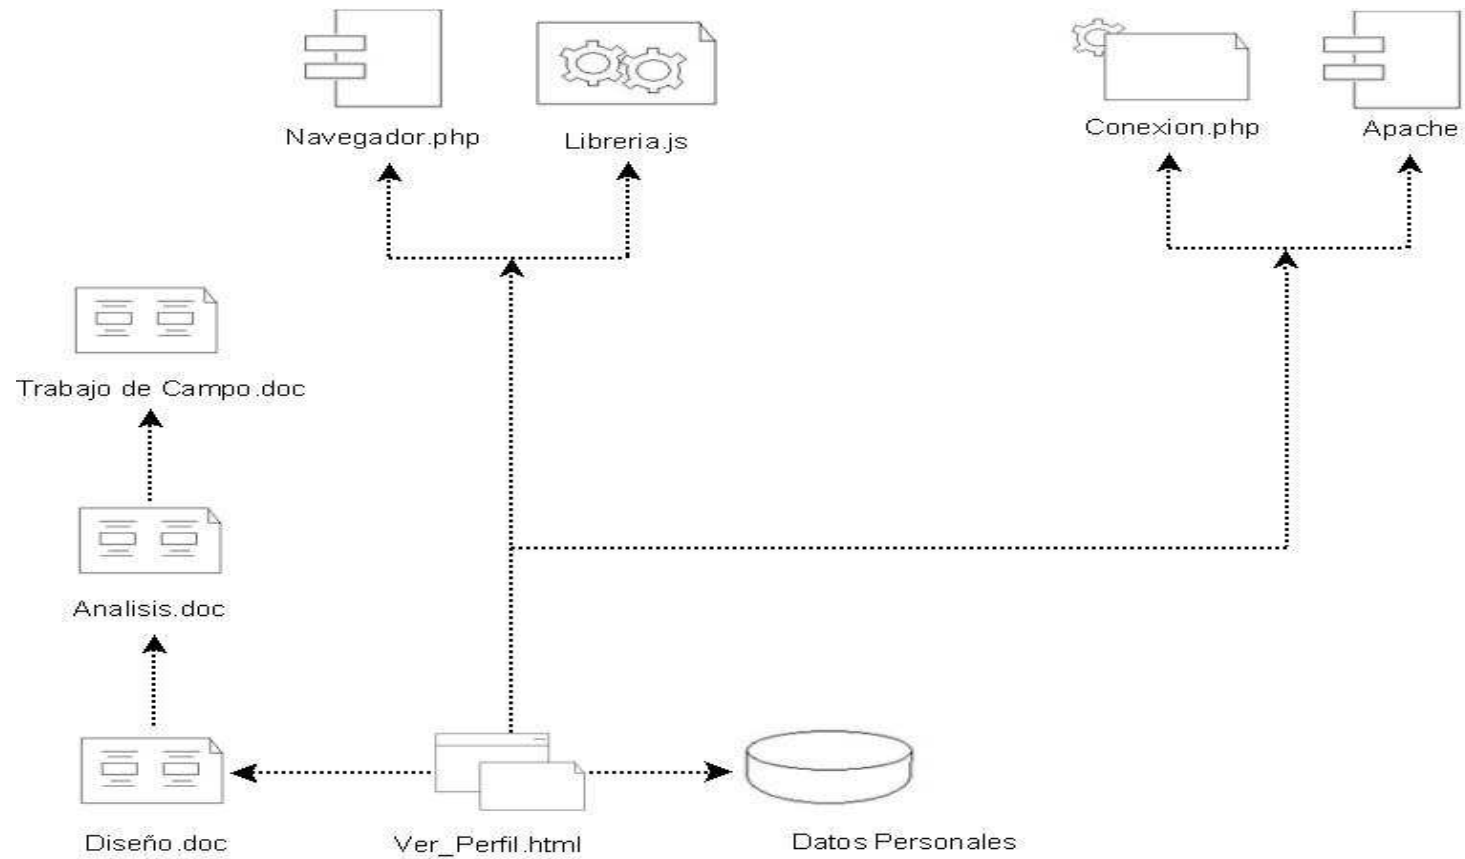 Navegador.php
Libreria.js
Conexion.php
Apache
Trabajo de Campo.doc
Analisis.doc
Diseño.doc
Ver_Perfil.html
Datos Personales